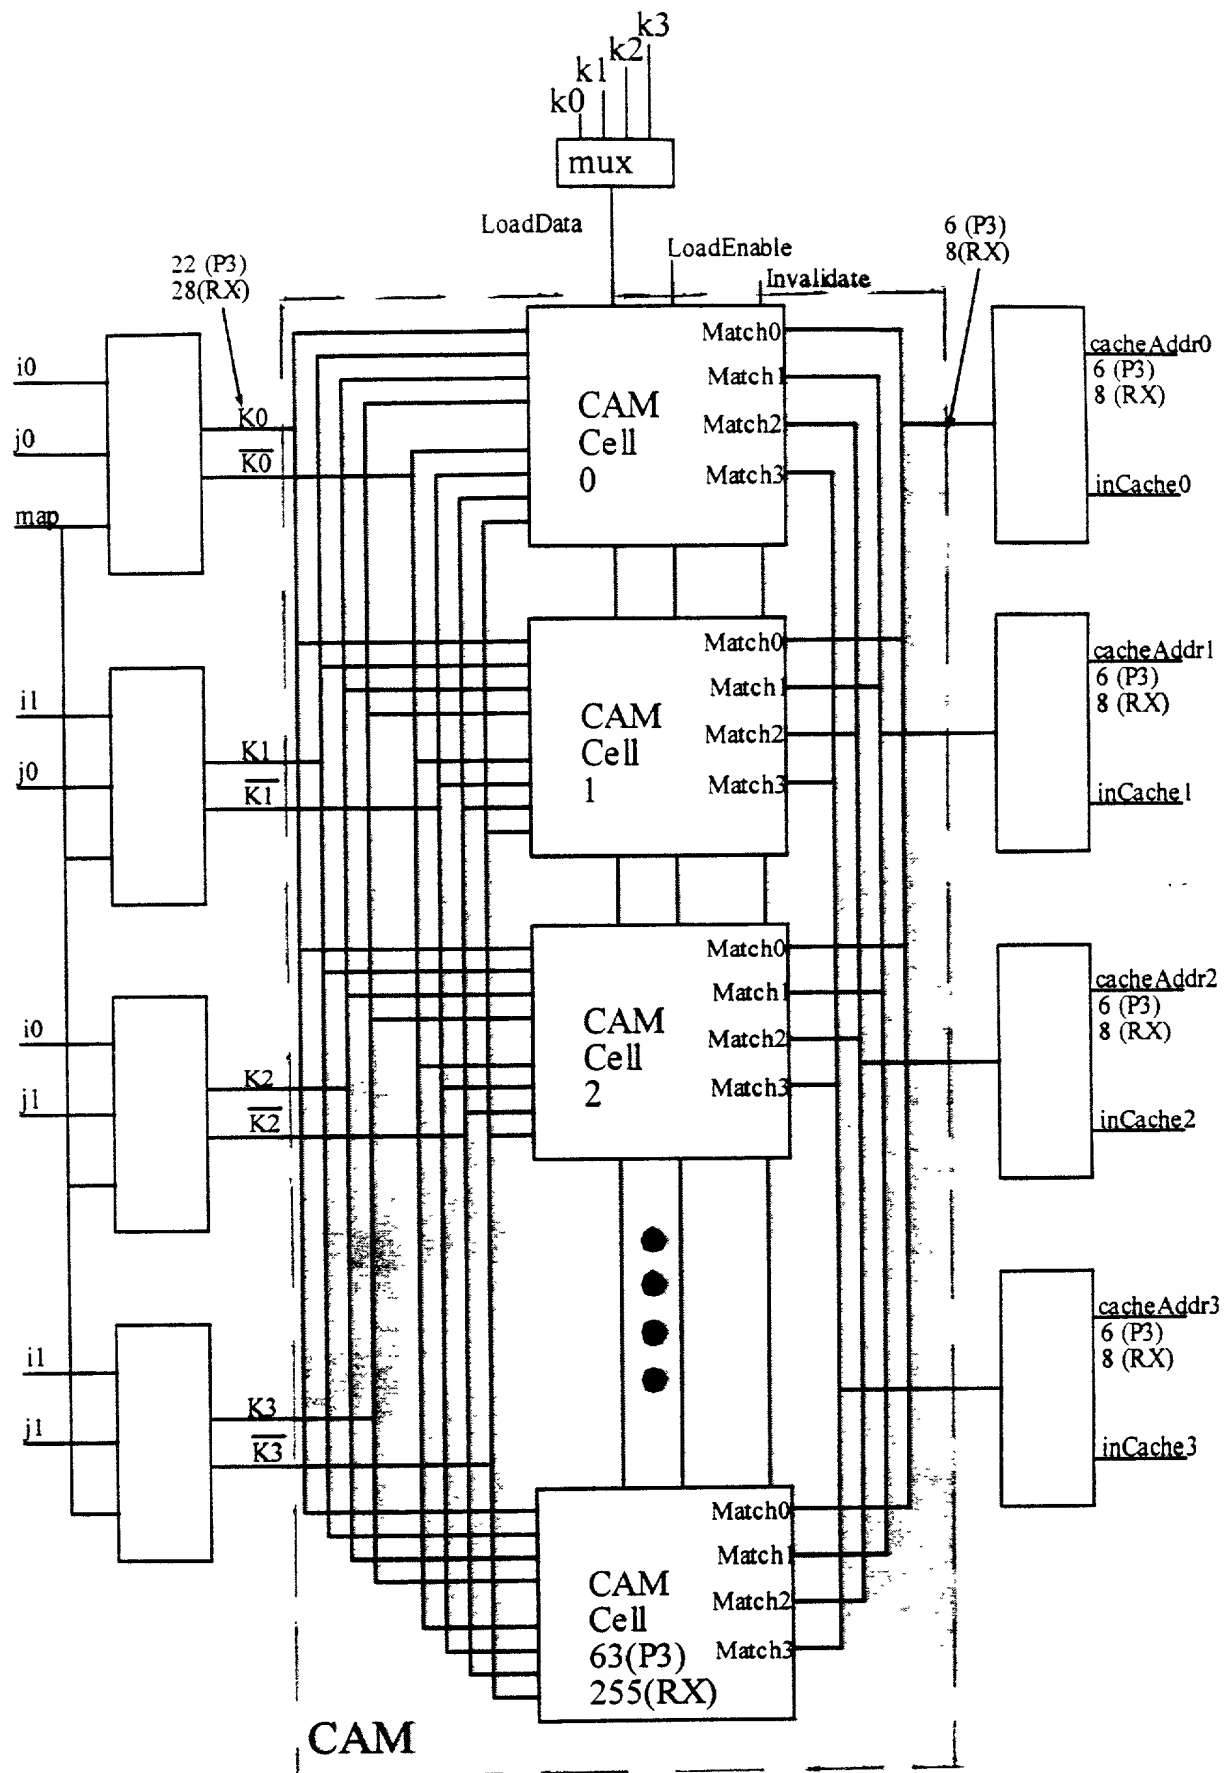 k3
k2
k1
k0
mux
LoadData
LoadEnable
Invalidate
22 (P3)
28(RX)
6 (P3)
8(RX)
i0
j0
map
K0
K0
CAM
Cell
0
Match0
Match1
Match2
Match3
cacheAddr0
6 (P3)
8 (RX)
inCache0
i1
j0
K1
K1
CAM
Cell
1
Match0
Match1
Match2
Match3
cacheAddr1
6 (P3)
8 (RX)
inCache1
i0
j1
K2
K2
CAM
Cell
2
Match0
Match1
Match2
Match3
cacheAddr2
6 (P3)
8 (RX)
inCache2
i1
j1
K3
K3
cacheAddr3
6 (P3)
8 (RX)
inCache3
CAM
Cell
63(P3)
255(RX)
Match0
Match1
Match2
Match3
CAM